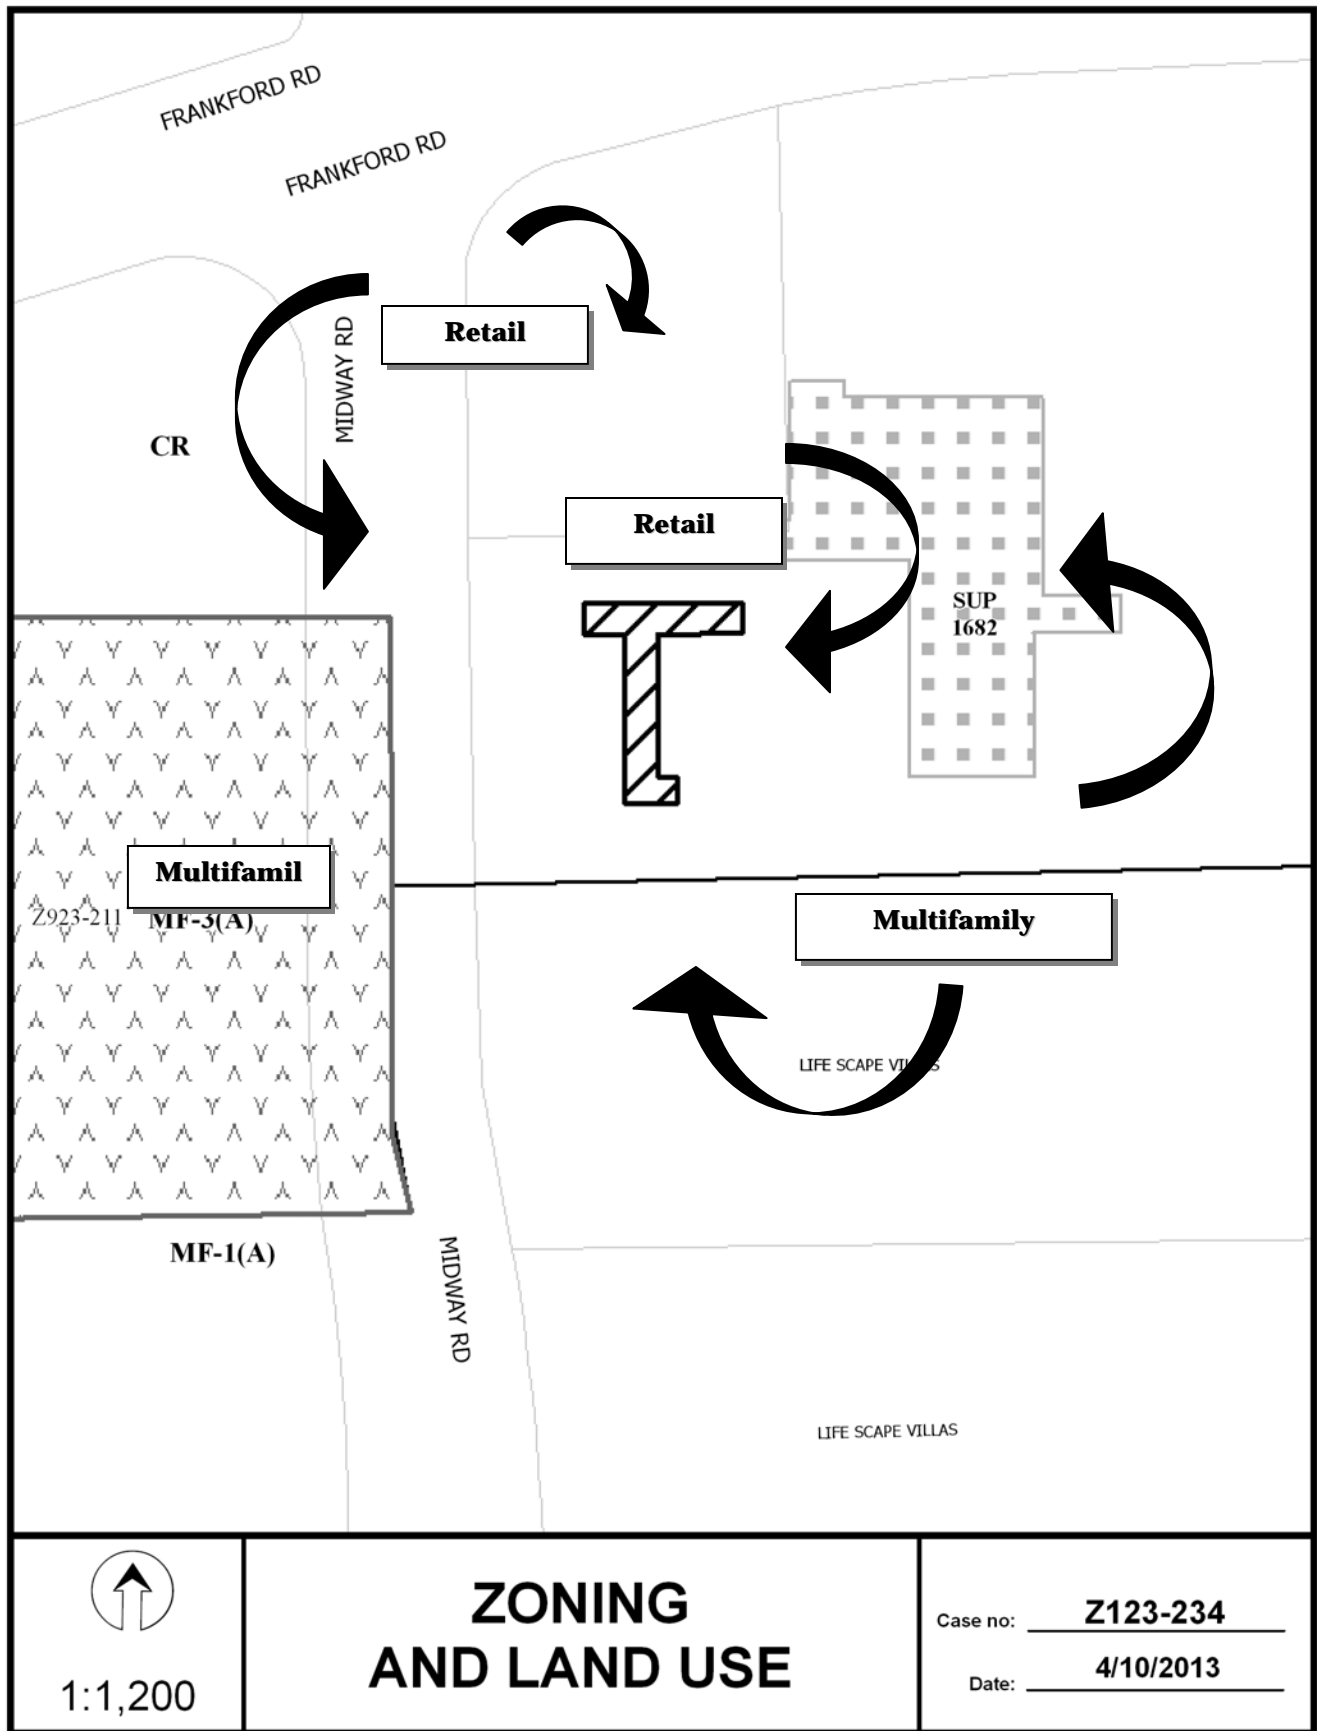 FRANKFORD RD
FRANKFORD RD
Retail
MIDWAY RD
CR
Retail
SUP
1682
Multifamil
Z923-211 MF-3(A)
Multifamily
LIFE SCAPE VILLAS
MF-1(A)
MIDWAY RD
LIFE SCAPE VILLAS
1:1,200
ZONING
AND LAND USE
Case no: Z123-234
Date: 4/10/2013